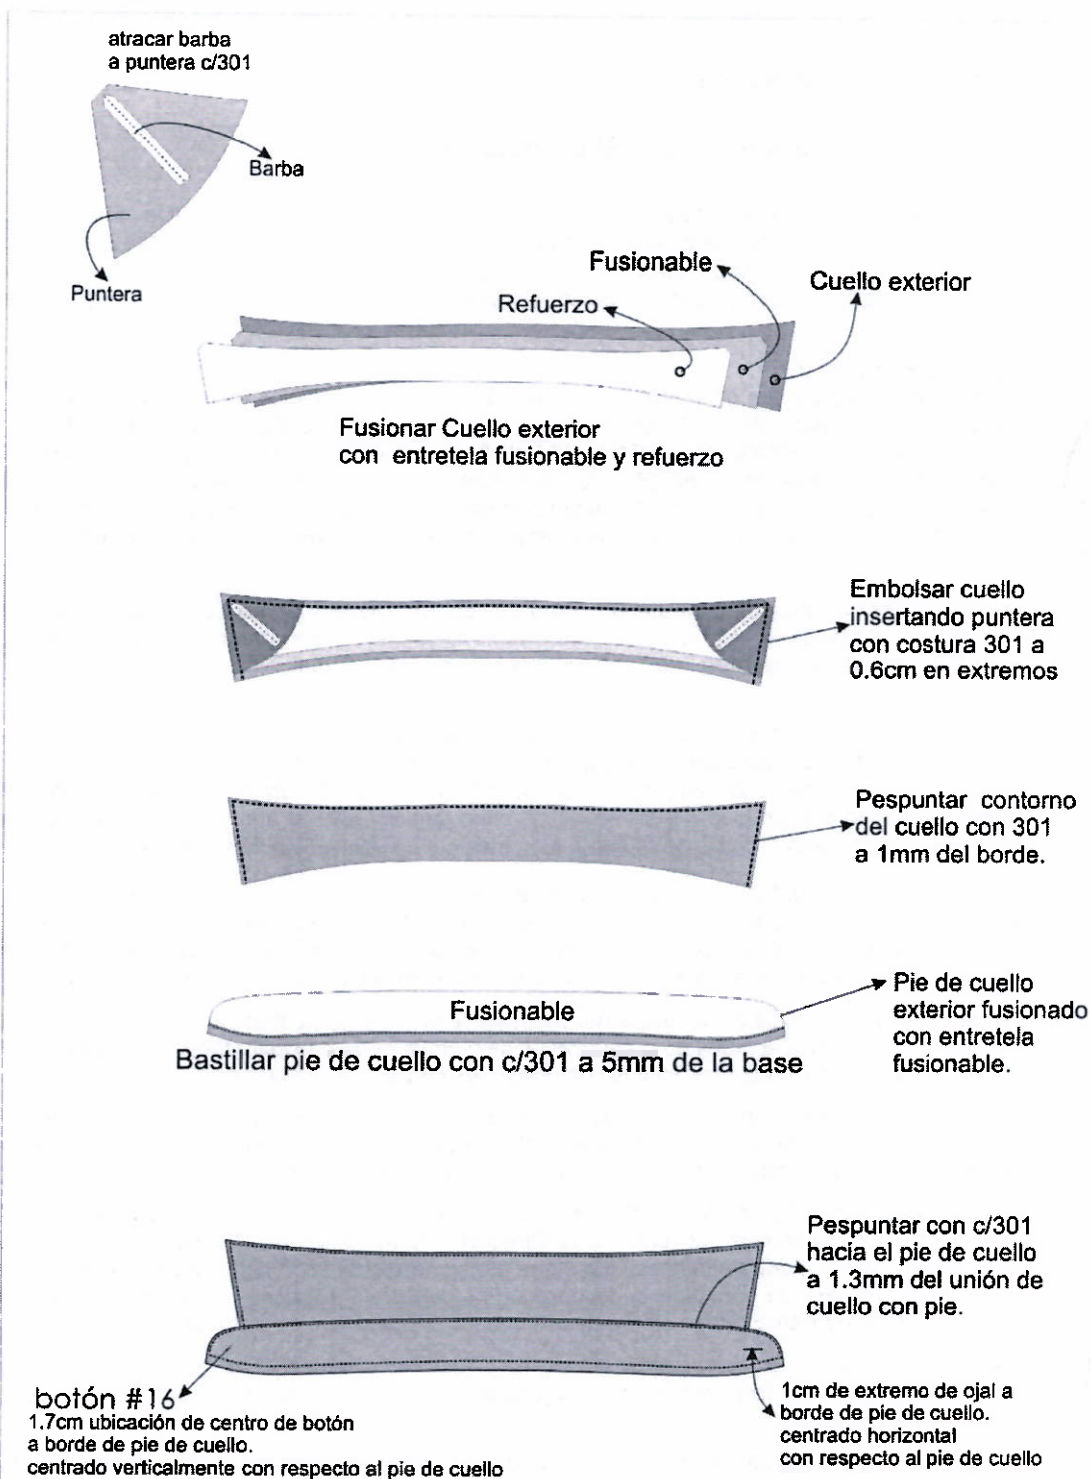 atracar barba
a puntera c/301
Barba
Puntera
Fusionable
Refuerzo
Cuello exterior
Fusionar Cuello exterior
con entretela fusionable y refuerzo
Embolsar cuello
insertando puntera
con costura 301 a
0.6cm en extremos
Pespuntar contorno
del cuello con 301
a 1mm del borde.
Fusionable
Pie de cuello
exterior fusionado
con entretela
fusionable.
Bastillar pie de cuello con c/301 a 5mm de la base
Pespuntar con c/301
hacia el pie de cuello
a 1.3mm del unión de
cuello con pie.
botón #16
1.7cm ubicación de centro de botón
a borde de pie de cuello.
centrado verticalmente con respecto al pie de cuello
1cm de extremo de ojal a
borde de pie de cuello.
centrado horizontal
con respecto al pie de cuello